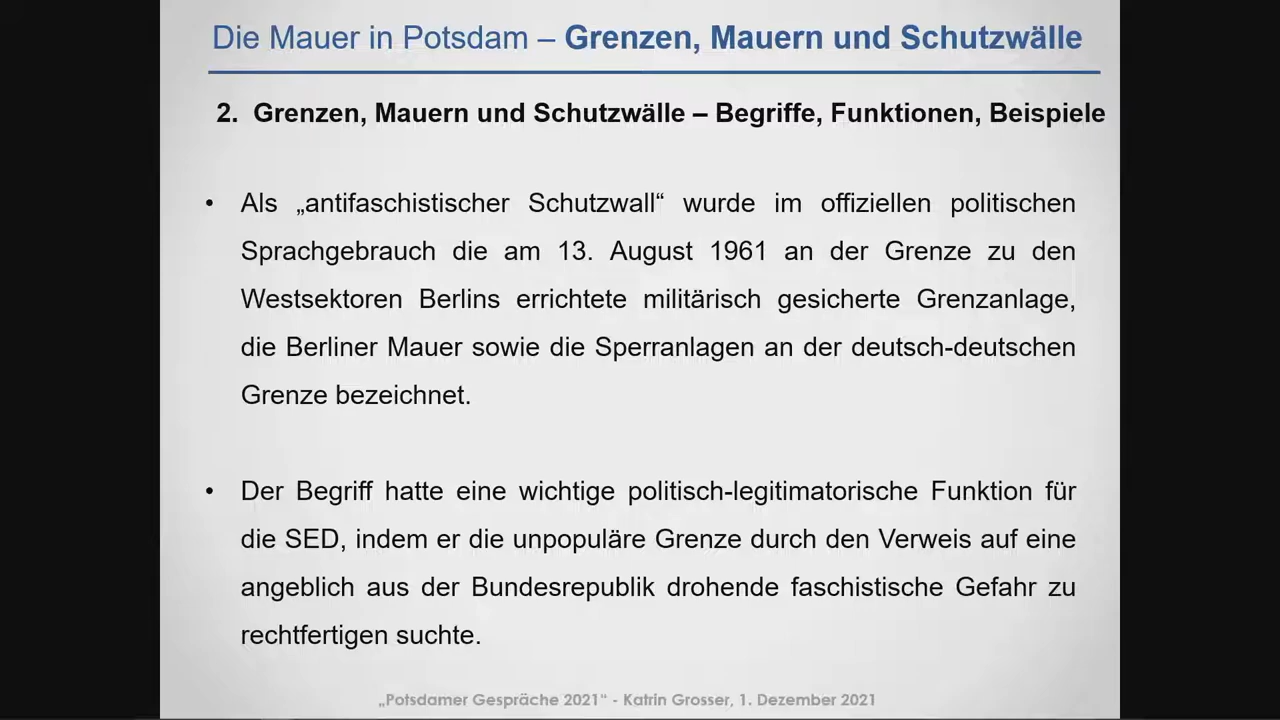 Die Mauer in Potsdam – Grenzen, Mauern und Schutzwälle
2. Grenzen, Mauern und Schutzwälle – Begriffe, Funktionen, Beispiele
• Als „antifaschistischer Schutzwall“ wurde im offiziellen politischen
Sprachgebrauch die am 13. August 1961 an der Grenze zu den
Westsektoren Berlins errichtete militärisch gesicherte Grenzanlage,
die Berliner Mauer sowie die Sperranlagen an der deutsch-deutschen
Grenze bezeichnet.
• Der Begriff hatte eine wichtige politisch-legitimatorische Funktion für
die SED, indem er die unpopuläre Grenze durch den Verweis auf eine
angeblich aus der Bundesrepublik drohende faschistische Gefahr zu
rechtfertigen suchte.
„Potsdamer Gespräche 2021“ - Katrin Grosser, 1. Dezember 2021